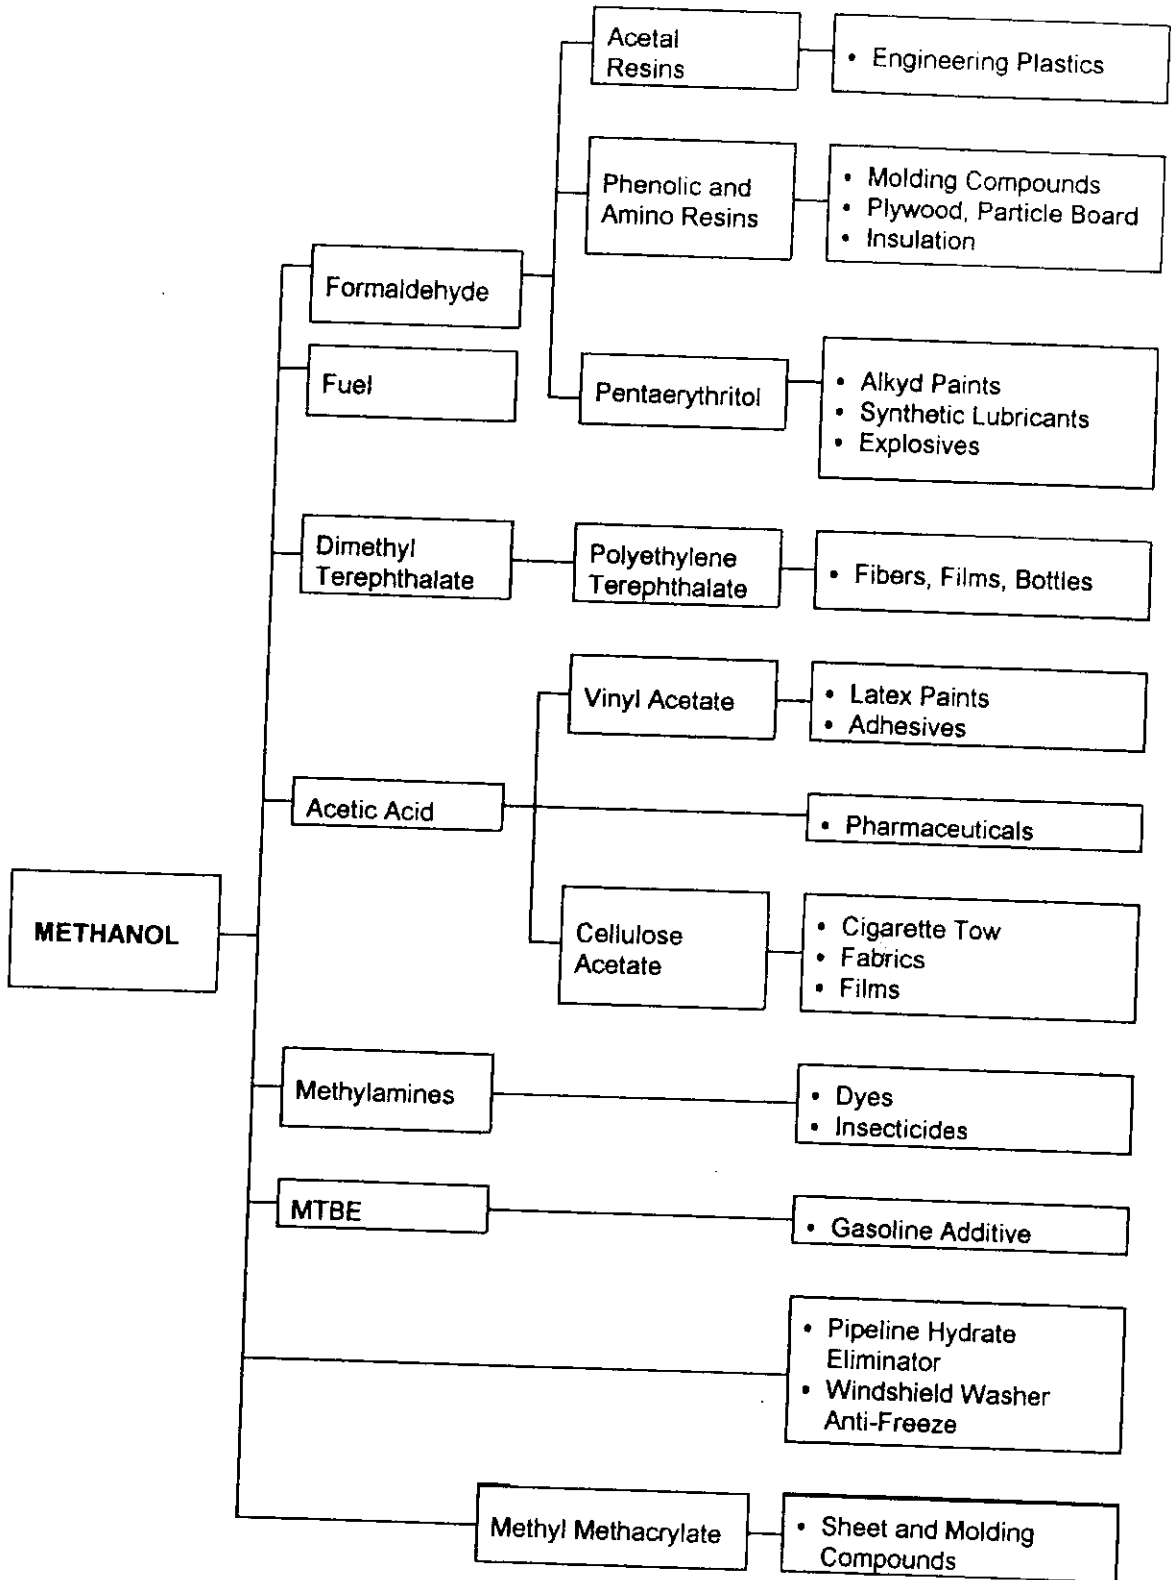 Acetal
Resins
• Engineering Plastics
Phenolic and
Amino Resins
• Molding Compounds
• Plywood, Particle Board
• Insulation
Formaldehyde
Fuel
Pentaerythritol
• Alkyd Paints
• Synthetic Lubricants
• Explosives
Dimethyl
Terephthalate
Polyethylene
Terephthalate
• Fibers, Films, Bottles
Vinyl Acetate
• Latex Paints
• Adhesives
Acetic Acid
• Pharmaceuticals
METHANOL
Cellulose
Acetate
• Cigarette Tow
• Fabrics
• Films
Methylamines
• Dyes
• Insecticides
MTBE
• Gasoline Additive
• Pipeline Hydrate
Eliminator
• Windshield Washer
Anti-Freeze
Methyl Methacrylate
• Sheet and Molding
Compounds